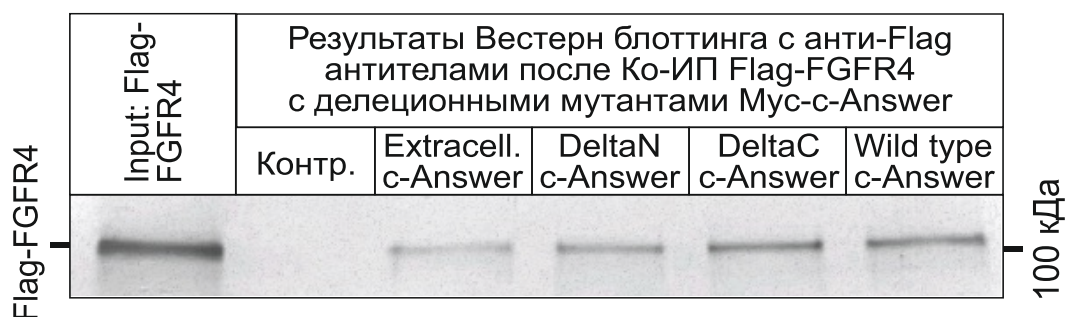 Input: Flag-
FGFR4
Результаты Вестерн блоттинга с анти-Flag
антителами после Ко-ИП Flag-FGFR4
с делеционными мутантами Myc-c-Answer
Контр.
Extracell.
c-Answer
DeltaN
c-Answer
DeltaC
c-Answer
Wild type
c-Answer
Flag-FGFR4
100 кДа